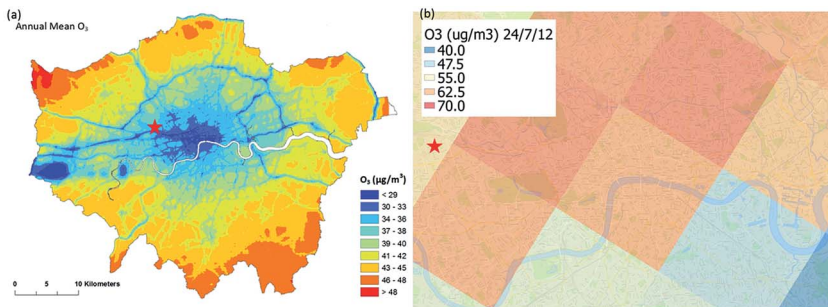 (a)
Annual Mean O₃
O₃ (µg/m³)
< 29
30 - 33
34 - 36
37 - 38
39 - 40
41 - 42
43 - 45
46 - 48
> 48
0 5 10 Kilometers
(b)
O3 (ug/m3) 24/7/12
40.0
47.5
55.0
62.5
70.0